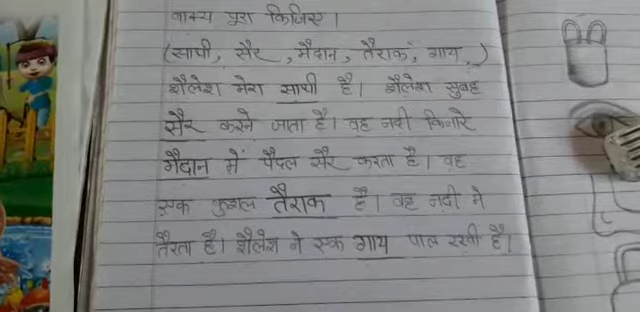 वाक्य पुरा किजिए।
(साथी, सैर, मैदान, तैराक, गाय,)
शैलेश मेरा साथी है। शैलेश सुबह
सैर करने जाता है। वह नदी किनारे
मैदान में पैदल सैर करता है। वह
एक कुशल तैराक है। वह नदी मे
तैरता है। शैलेश ने एक गाय पाल रखी है।